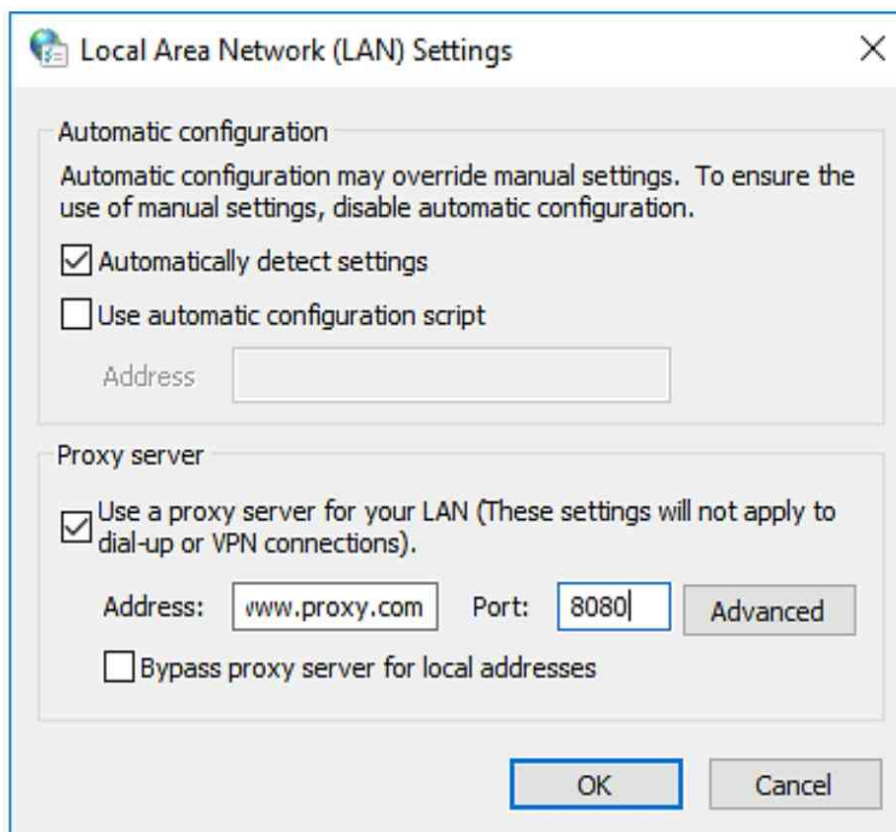 Local Area Network (LAN) Settings
Automatic configuration
Automatic configuration may override manual settings. To ensure the
use of manual settings, disable automatic configuration.
Automatically detect settings
Use automatic configuration script
Address
Proxy server
Use a proxy server for your LAN (These settings will not apply to
dial-up or VPN connections).
Address: www.proxy.com Port: 8080 Advanced
Bypass proxy server for local addresses
OK Cancel